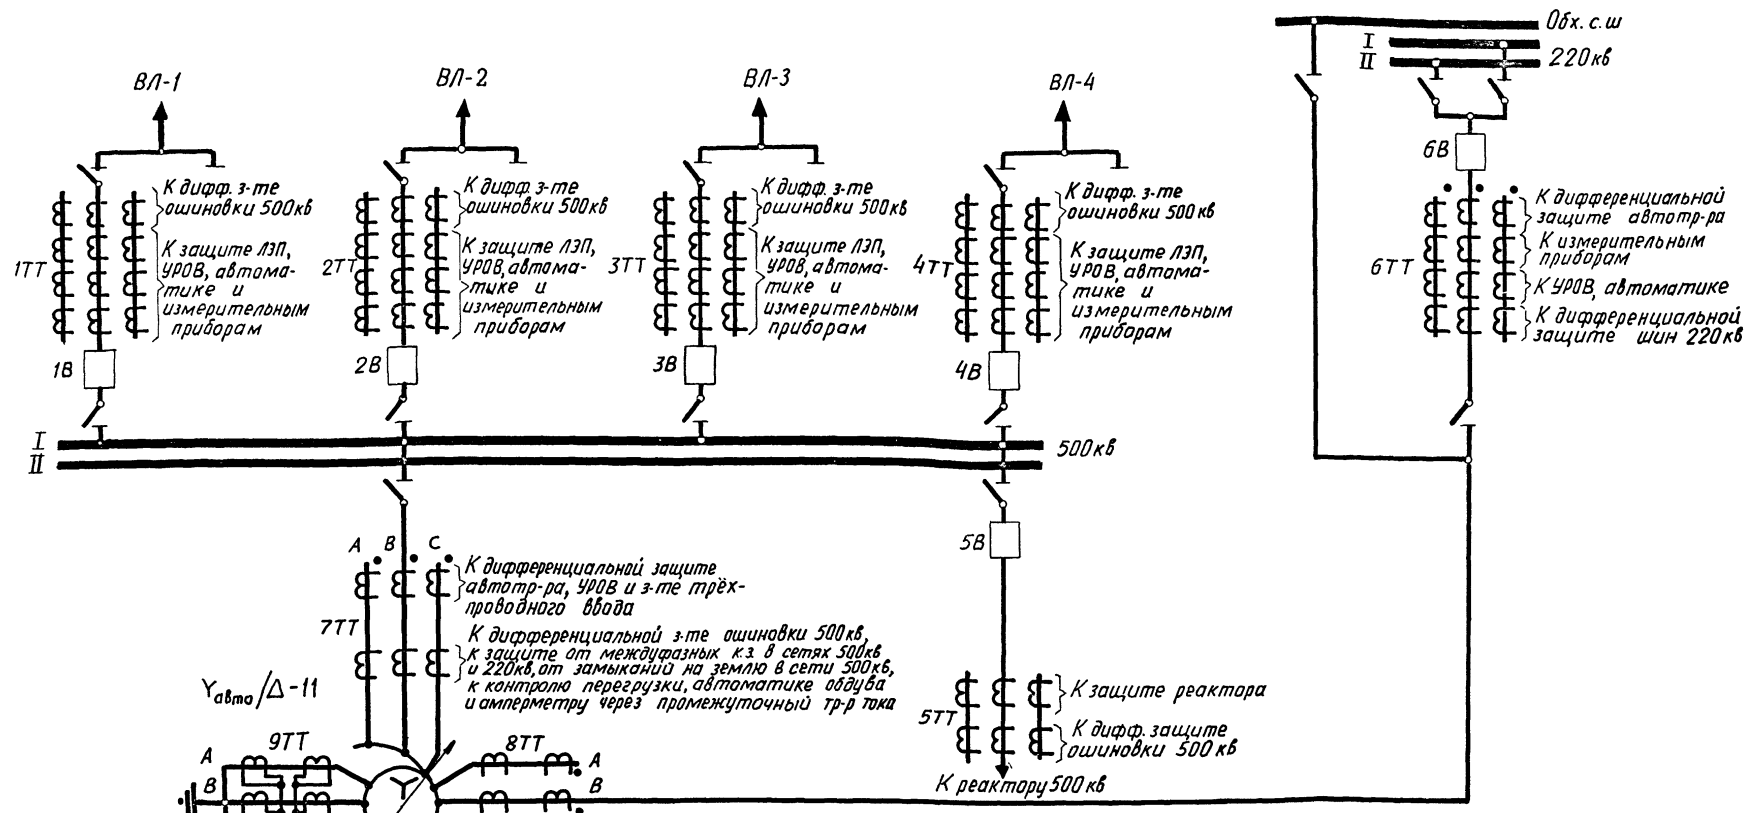 Обх. с. ш
I
II
220кв
ВЛ-1
ВЛ-2
ВЛ-3
ВЛ-4
6В
К дифф. з-те
ошиновки 500кв
К защите ЛЭП,
УРОВ, автома-
тике и
измерительным
приборам
1ТТ
1В
К дифф. з-те
ошиновки 500кв
К защите ЛЭП,
УРОВ, автома-
тике и
измерительным
приборам
2ТТ
2В
К дифф. з-те
ошиновки 500кв
К защите ЛЭП,
УРОВ, автома-
тике и
измерительным
приборам
3ТТ
3В
К дифф. з-те
ошиновки 500кв
К защите ЛЭП,
УРОВ, автома-
тике и
измерительным
приборам
4ТТ
4В
К дифференциальной
защите автотр-ра
К измерительным
приборам
К УРОВ, автоматике
К дифференциальной
защите шин 220кв
6ТТ
I
II
500кв
5В
А В С
К дифференциальной защите
автотр-ра, УРОВ и з-те трёх-
проводного ввода
7ТТ
К дифференциальной з-те ошиновки 500кв,
к защите от междуфазных к.з. в сетях 500кв
и 220кв, от замыканий на землю в сети 500кв,
к контролю перегрузки, автоматике обдува
и амперметру через промежуточный тр-р тока
Yавто/Δ-11
5ТТ
К защите реактора
К дифф. защите
ошиновки 500кв
К реактору 500кв
9ТТ
8ТТ
А
А
В
В